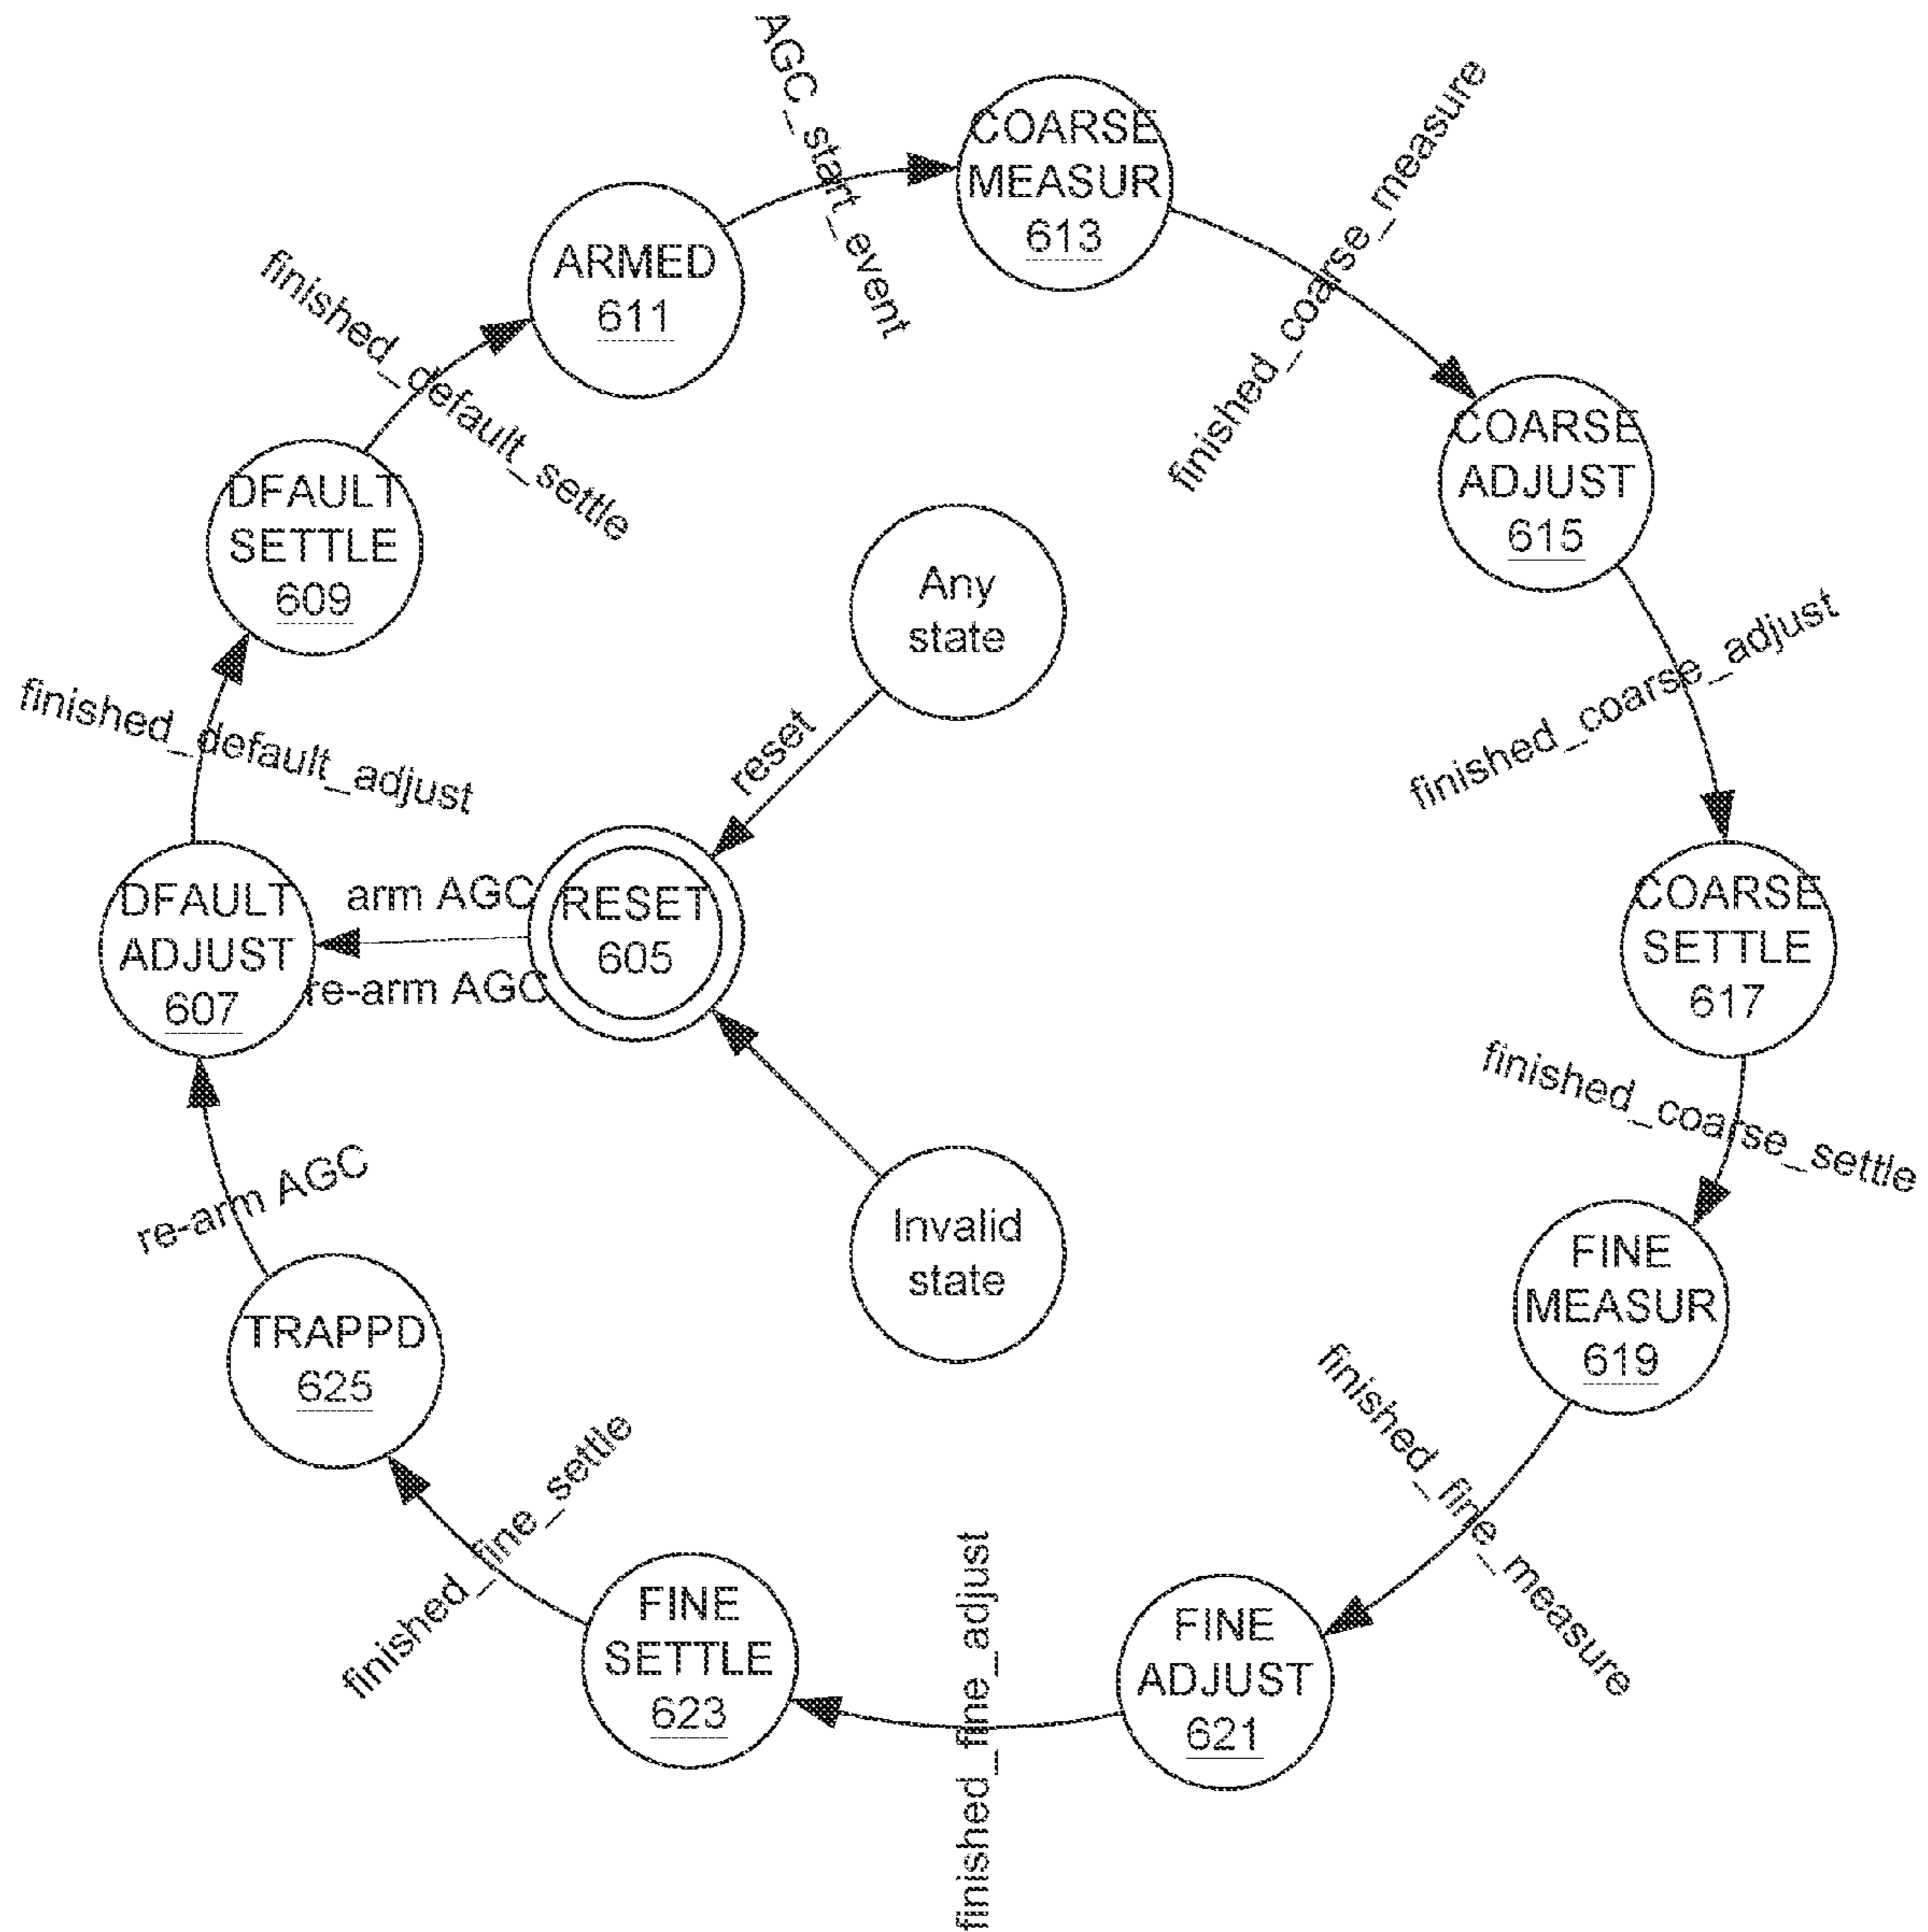 AGC_start_event
COARSE
MEASUR
613
finished_coarse_measure
ARMED
611
finished_default_settle
COARSE
ADJUST
615
DFAULT
SETTLE
609
Any
state
finished_coarse_adjust
finished_default_adjust
reset
DFAULT
ADJUST
607
arm AGC
re-arm AGC
RESET
605
COARSE
SETTLE
617
finished_coarse_settle
re-arm AGC
Invalid
state
FINE
MEASUR
619
TRAPPD
625
finished_fine_measure
finished_fine_settle
finished_fine_adjust
FINE
SETTLE
623
FINE
ADJUST
621